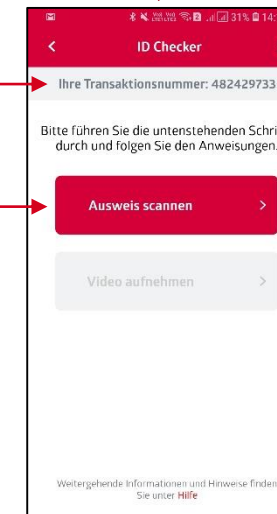 31% 14:
ID Checker
Ihre Transaktionsnummer: 482429733
Bitte führen Sie die untenstehenden Schri
durch und folgen Sie den Anweisungen.
Ausweis scannen
Video aufnehmen
Weitergehende Informationen und Hinweise finden
Sie unter Hilfe